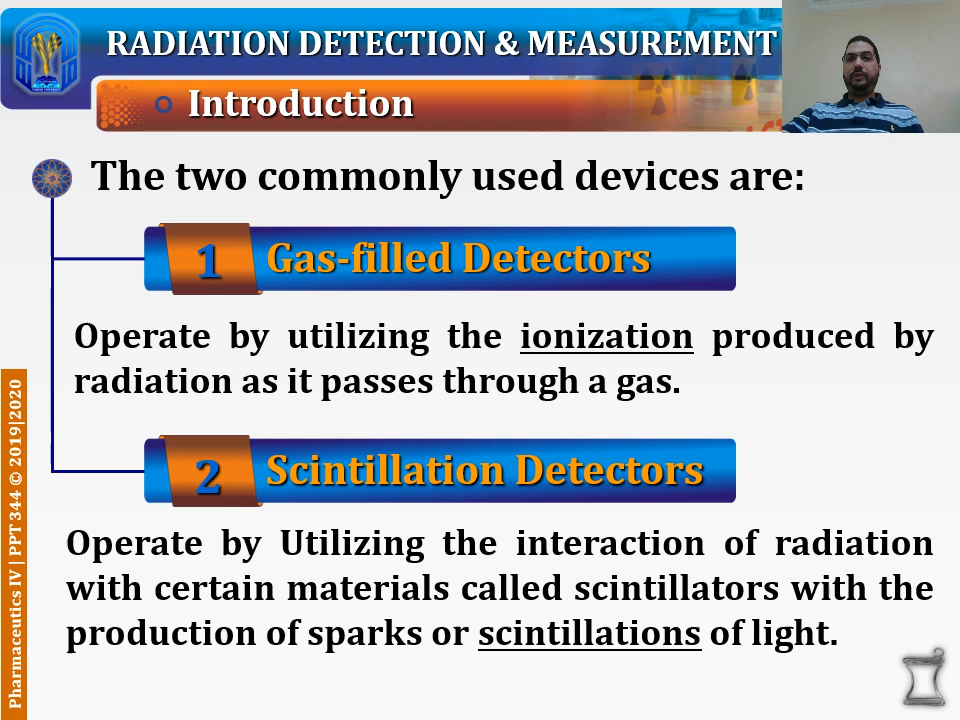 RADIATION DETECTION & MEASUREMENT
Introduction
The two commonly used devices are:
1 Gas-filled Detectors
Operate by utilizing the ionization produced by
radiation as it passes through a gas.
2 Scintillation Detectors
Operate by Utilizing the interaction of radiation
with certain materials called scintillators with the
production of sparks or scintillations of light.
Pharmaceutics IV | PPT 344 © 2019|2020